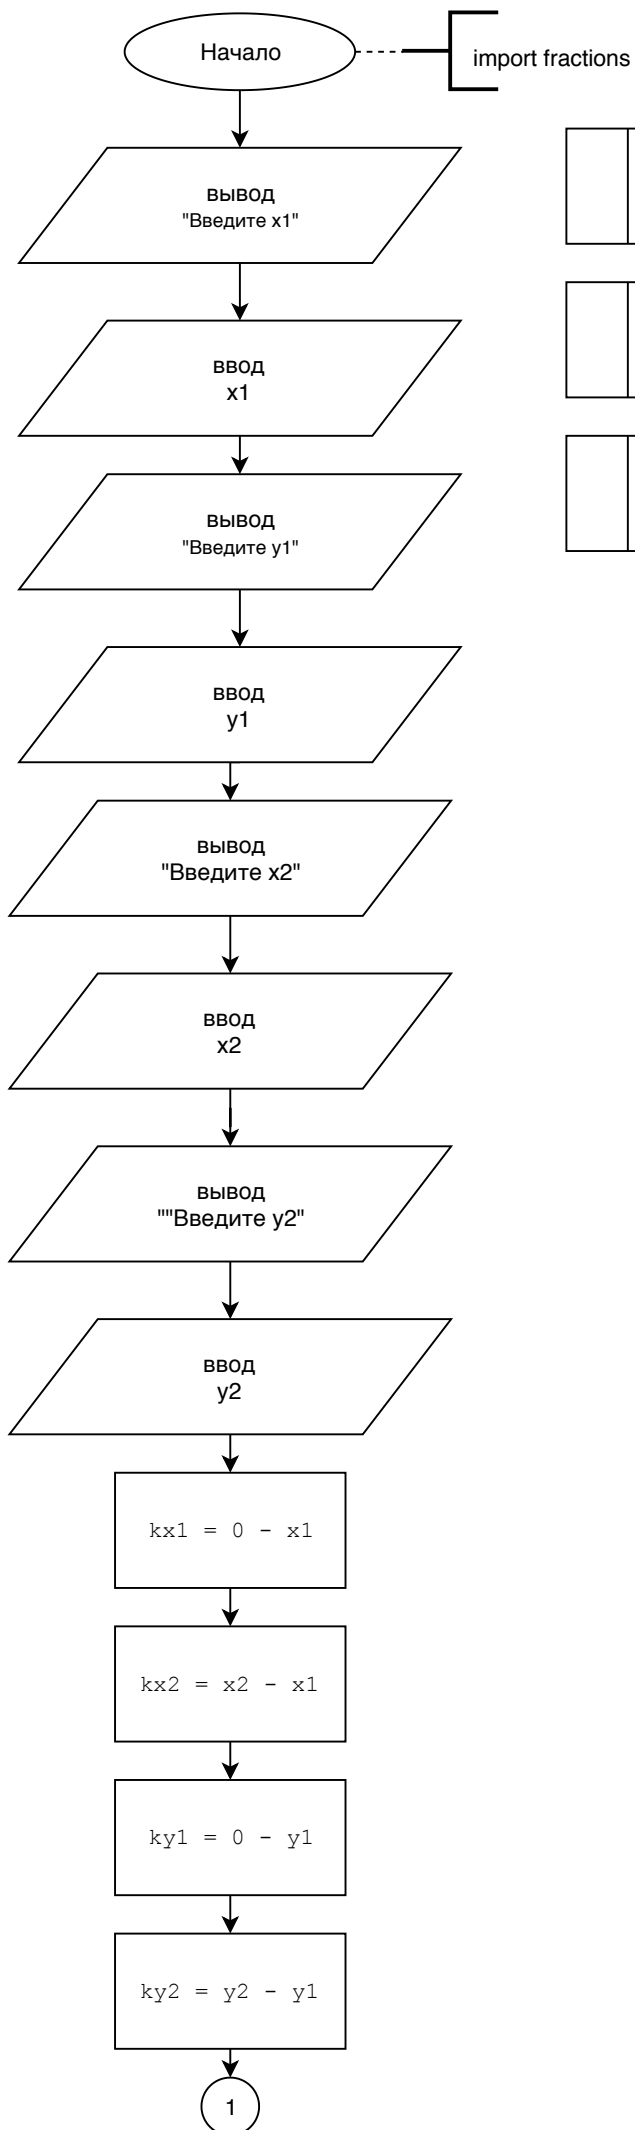 Начало
import fractions
вывод
"Введите x1"
ввод
x1
вывод
"Введите y1"
ввод
y1
вывод
"Введите x2"
ввод
x2
вывод
""Введите y2"
ввод
y2
kx1 = 0 - x1
kx2 = x2 - x1
ky1 = 0 - y1
ky2 = y2 - y1
1